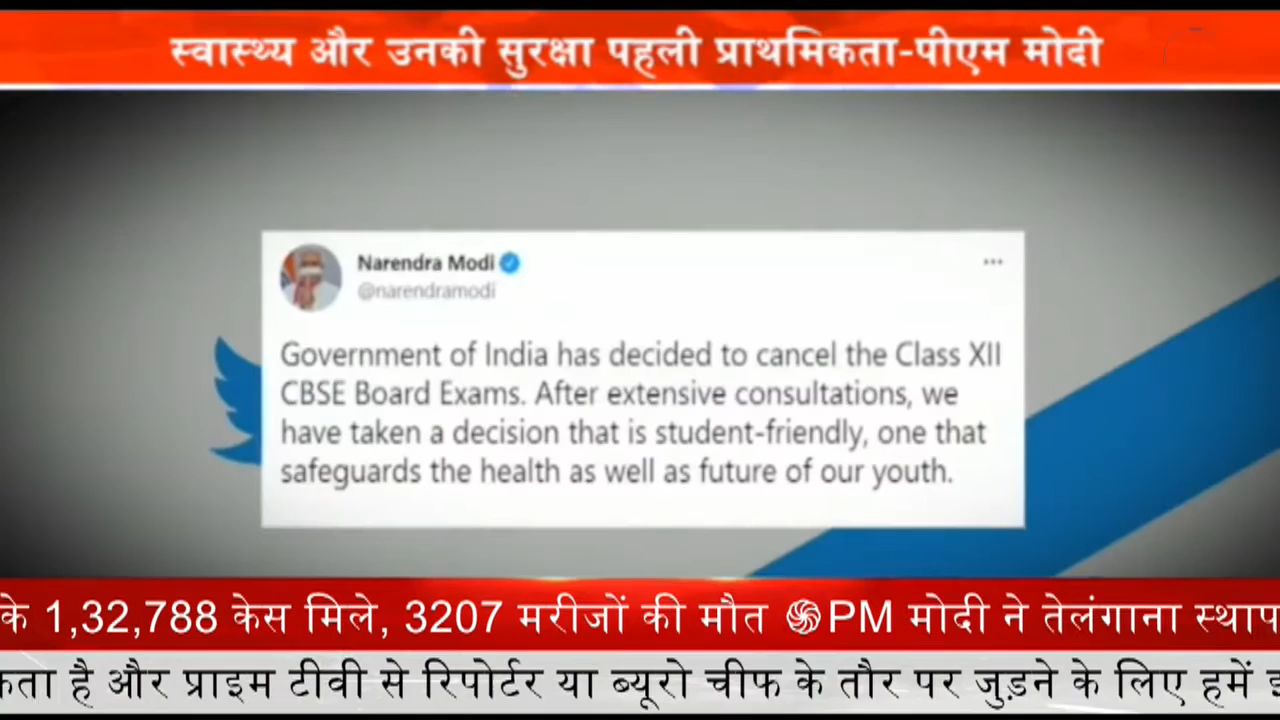 स्वास्थ्य और उनकी सुरक्षा पहली प्राथमिकता-पीएम मोदी
Narendra Modi
@narendramodi
Government of India has decided to cancel the Class XII
CBSE Board Exams. After extensive consultations, we
have taken a decision that is student-friendly, one that
safeguards the health as well as future of our youth.
के 1,32,788 केस मिले, 3207 मरीजों की मौत PM मोदी ने तेलंगाना स्थाप
है और प्राइम टीवी से रिपोर्टर या ब्यूरो चीफ के तौर पर जुड़ने के लिए हमें